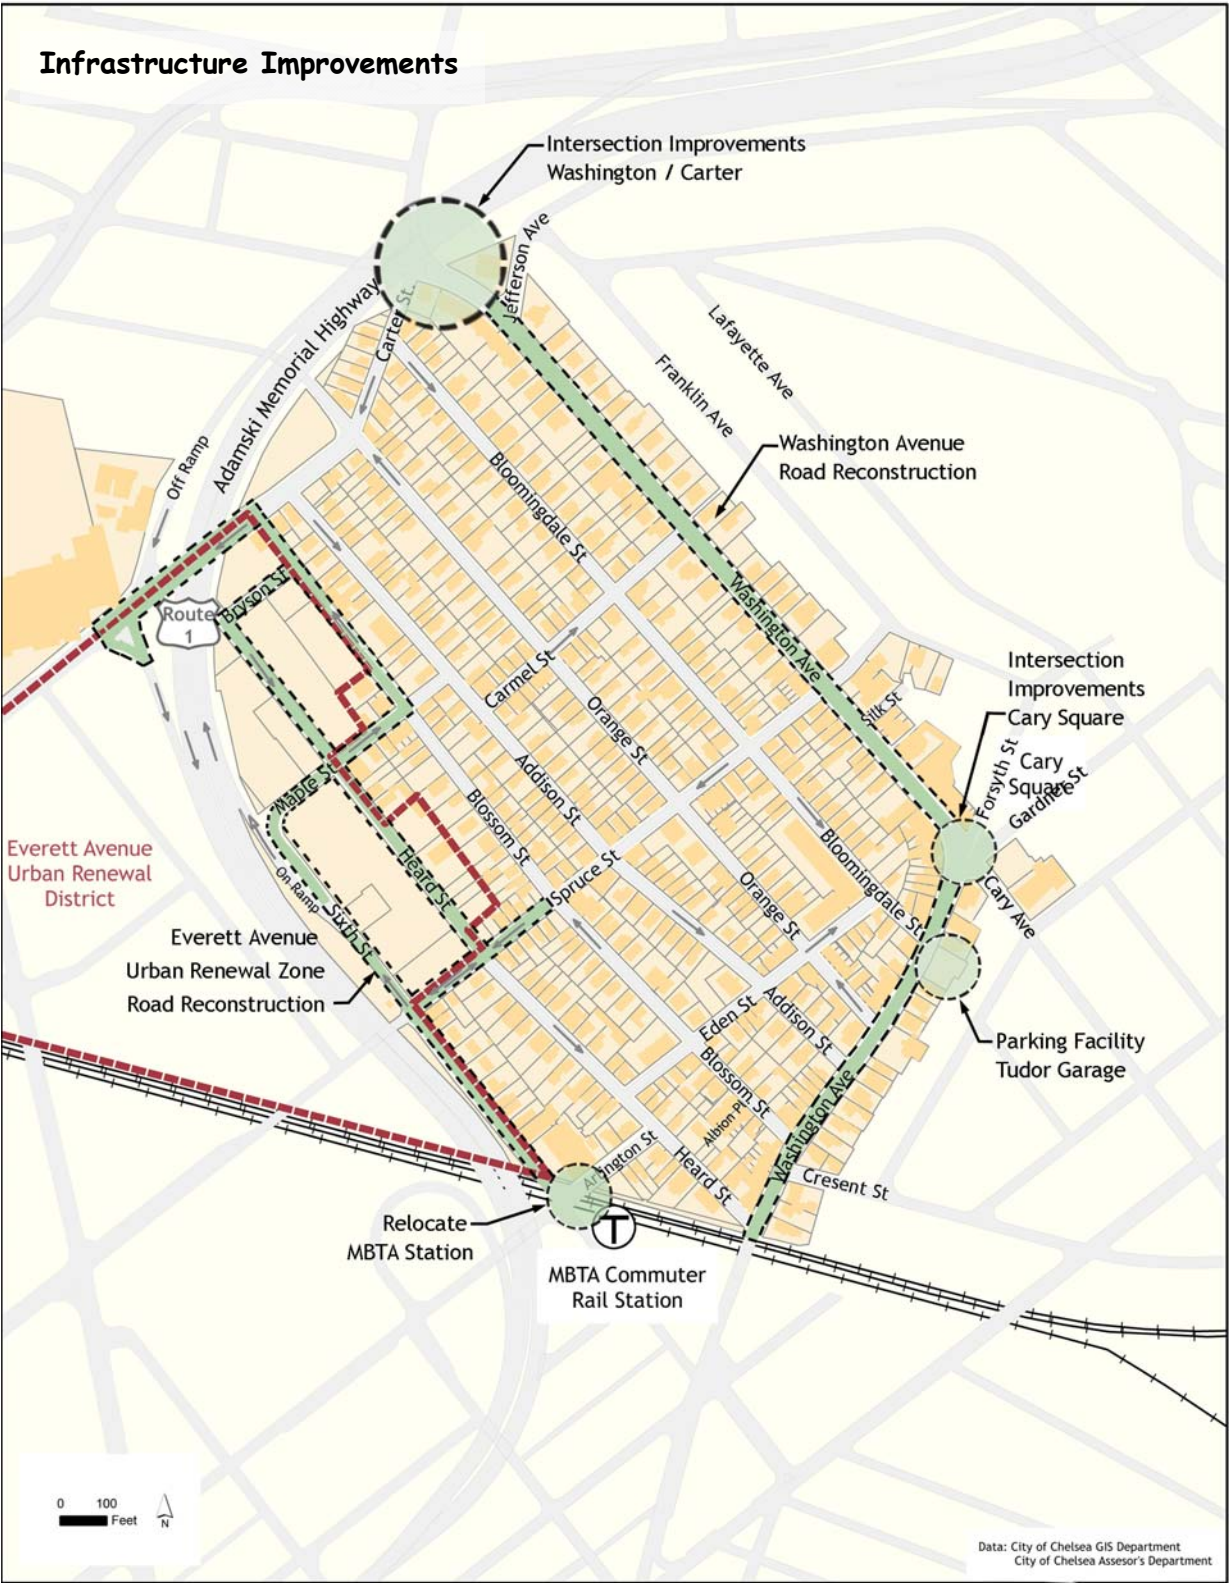 Infrastructure Improvements
Intersection Improvements
Washington / Carter
Jefferson Ave
Adamski Memorial Highway
Carter St.
Lafayette Ave
Franklin Ave
Off Ramp
Washington Avenue
Road Reconstruction
Bloomingdale St
Bryson St
Route
1
Washington Ave
Carmel St
Intersection
Improvements
Cary Square
Silk St
Orange St
Forsyth St
Cary
Square
Gardner St
Addison St
Maple St
Blossom St
Everett Avenue
Urban Renewal
District
Heard St
Spruce St
Bloomingdale St
Orange St
Cary Ave
On Ramp
Sixth St
Everett Avenue
Urban Renewal Zone
Road Reconstruction
Eden St
Addison St
Parking Facility
Tudor Garage
Blossom St
Albion Pl
Washington Ave
Arlington St
Heard St
Cresent St
Relocate
MBTA Station
T
MBTA Commuter
Rail Station
0 100
Feet
N
Data: City of Chelsea GIS Department
City of Chelsea Assesor's Department